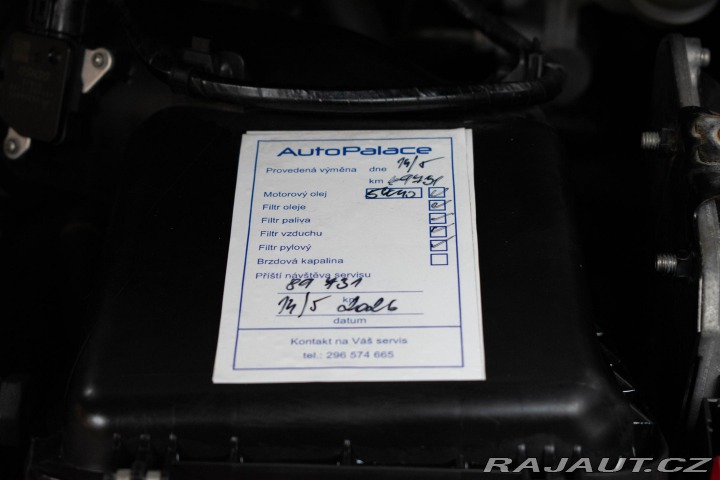 AutoPalace
Provedená výměna dne 14/5
km 69431
Motorový olej 5W40
Filtr oleje
Filtr paliva
Filtr vzduchu
Filtr pylový
Brzdová kapalina
Příští návštěva servisu
89 431
km
14/5 2026
datum
Kontakt na Váš servis
tel.: 296 574 665
RAJAUT.CZ